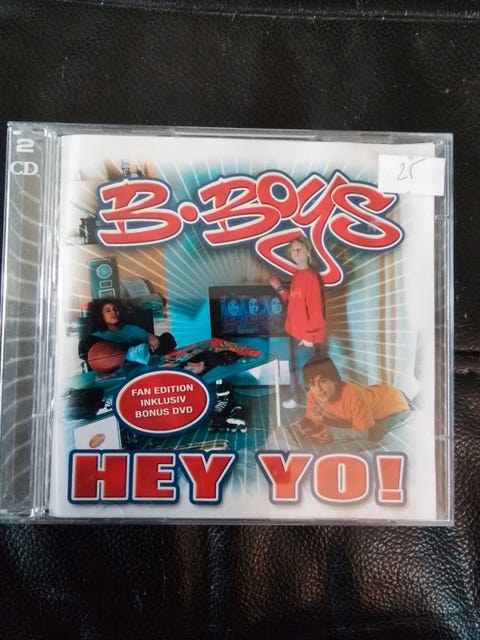 2
CD
B-BOYS
25
FAN EDITION
INKLUSIV
BONUS DVD
HEY YO!